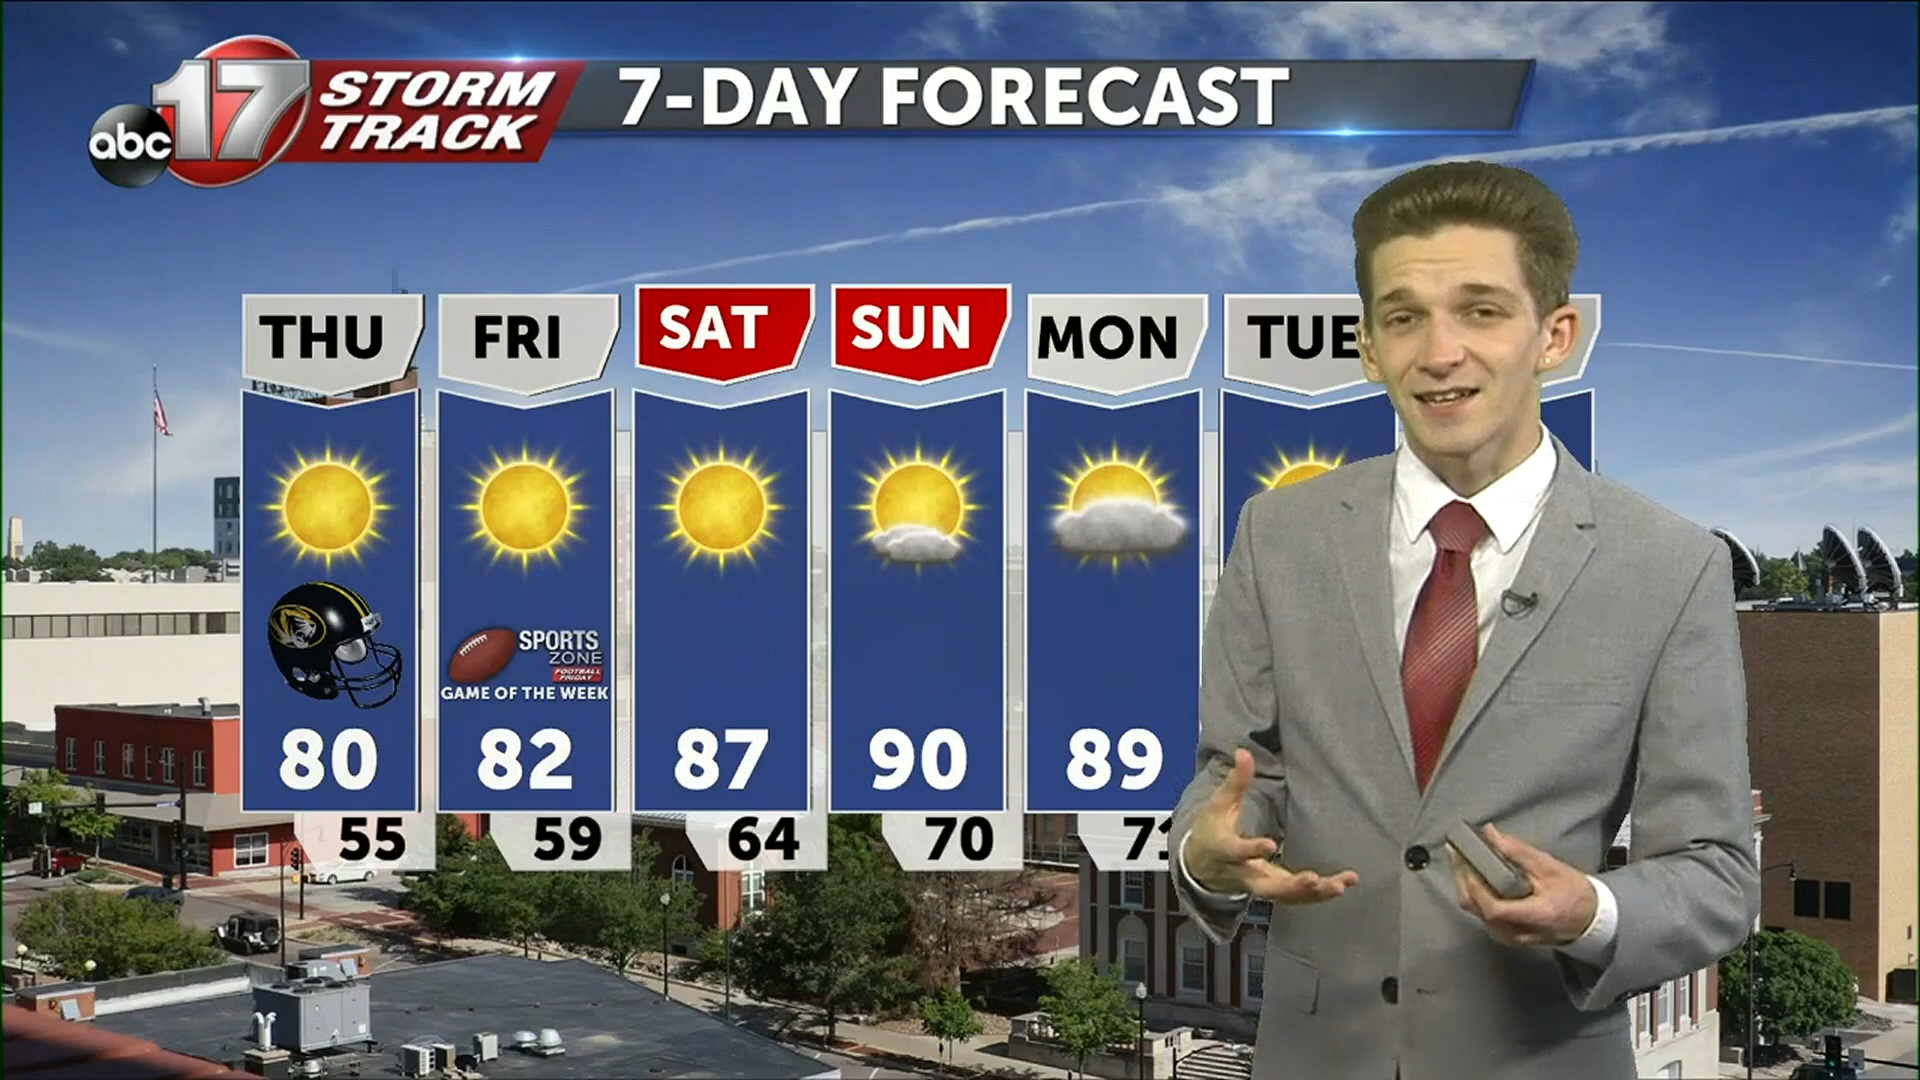 abc 17 STORM TRACK
7-DAY FORECAST
THU FRI SAT SUN MON TUE
SPORTS
ZONE
FOOTBALL
FRIDAY
GAME OF THE WEEK
80 82 87 90 89
55 59 64 70 71